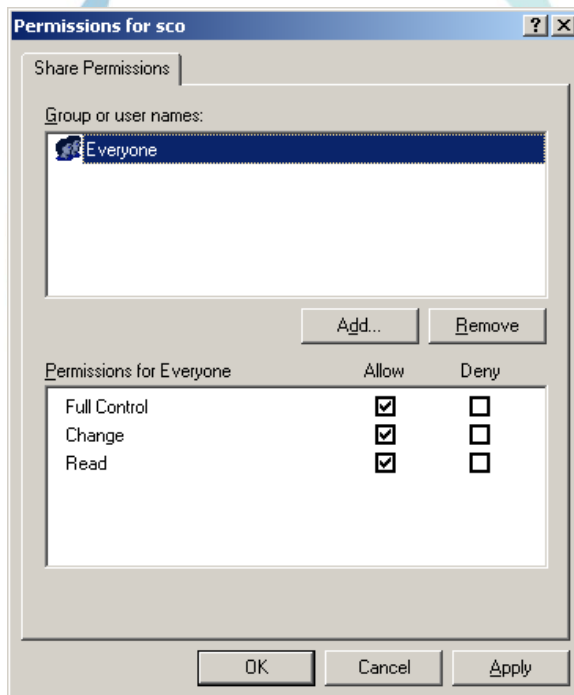 Permissions for sco
Share Permissions
Group or user names:
Everyone
Add... Remove
Permissions for Everyone Allow Deny
Full Control
Change
Read
OK Cancel Apply